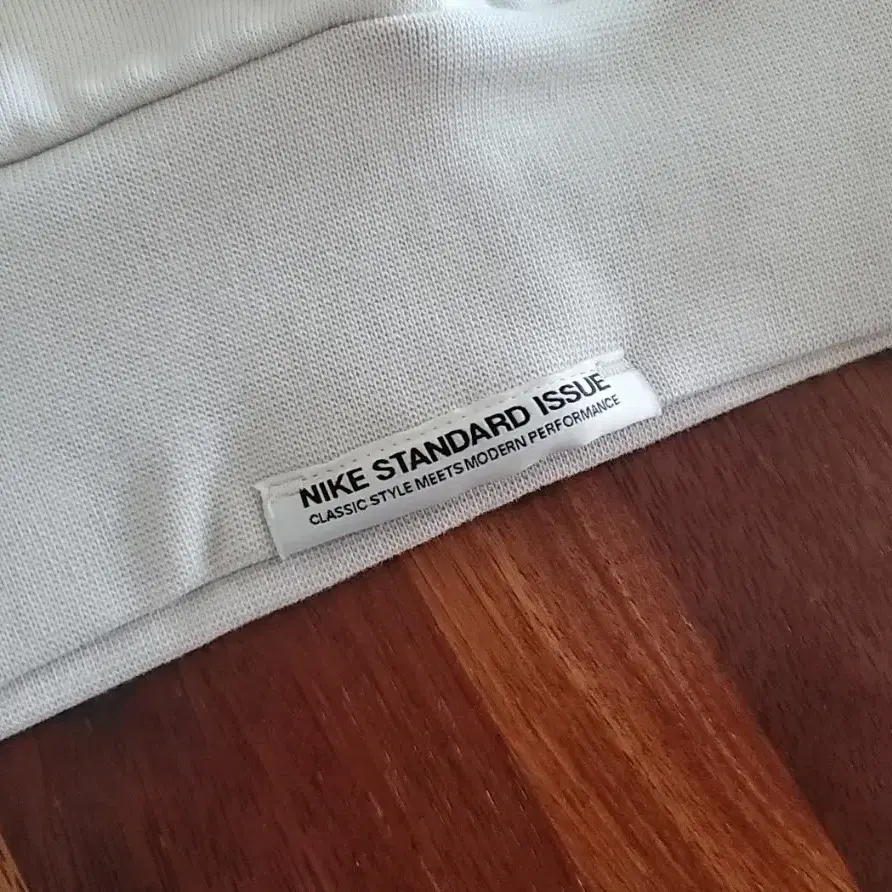 NIKE STANDARD ISSUE
CLASSIC STYLE MEETS MODERN PERFORMANCE